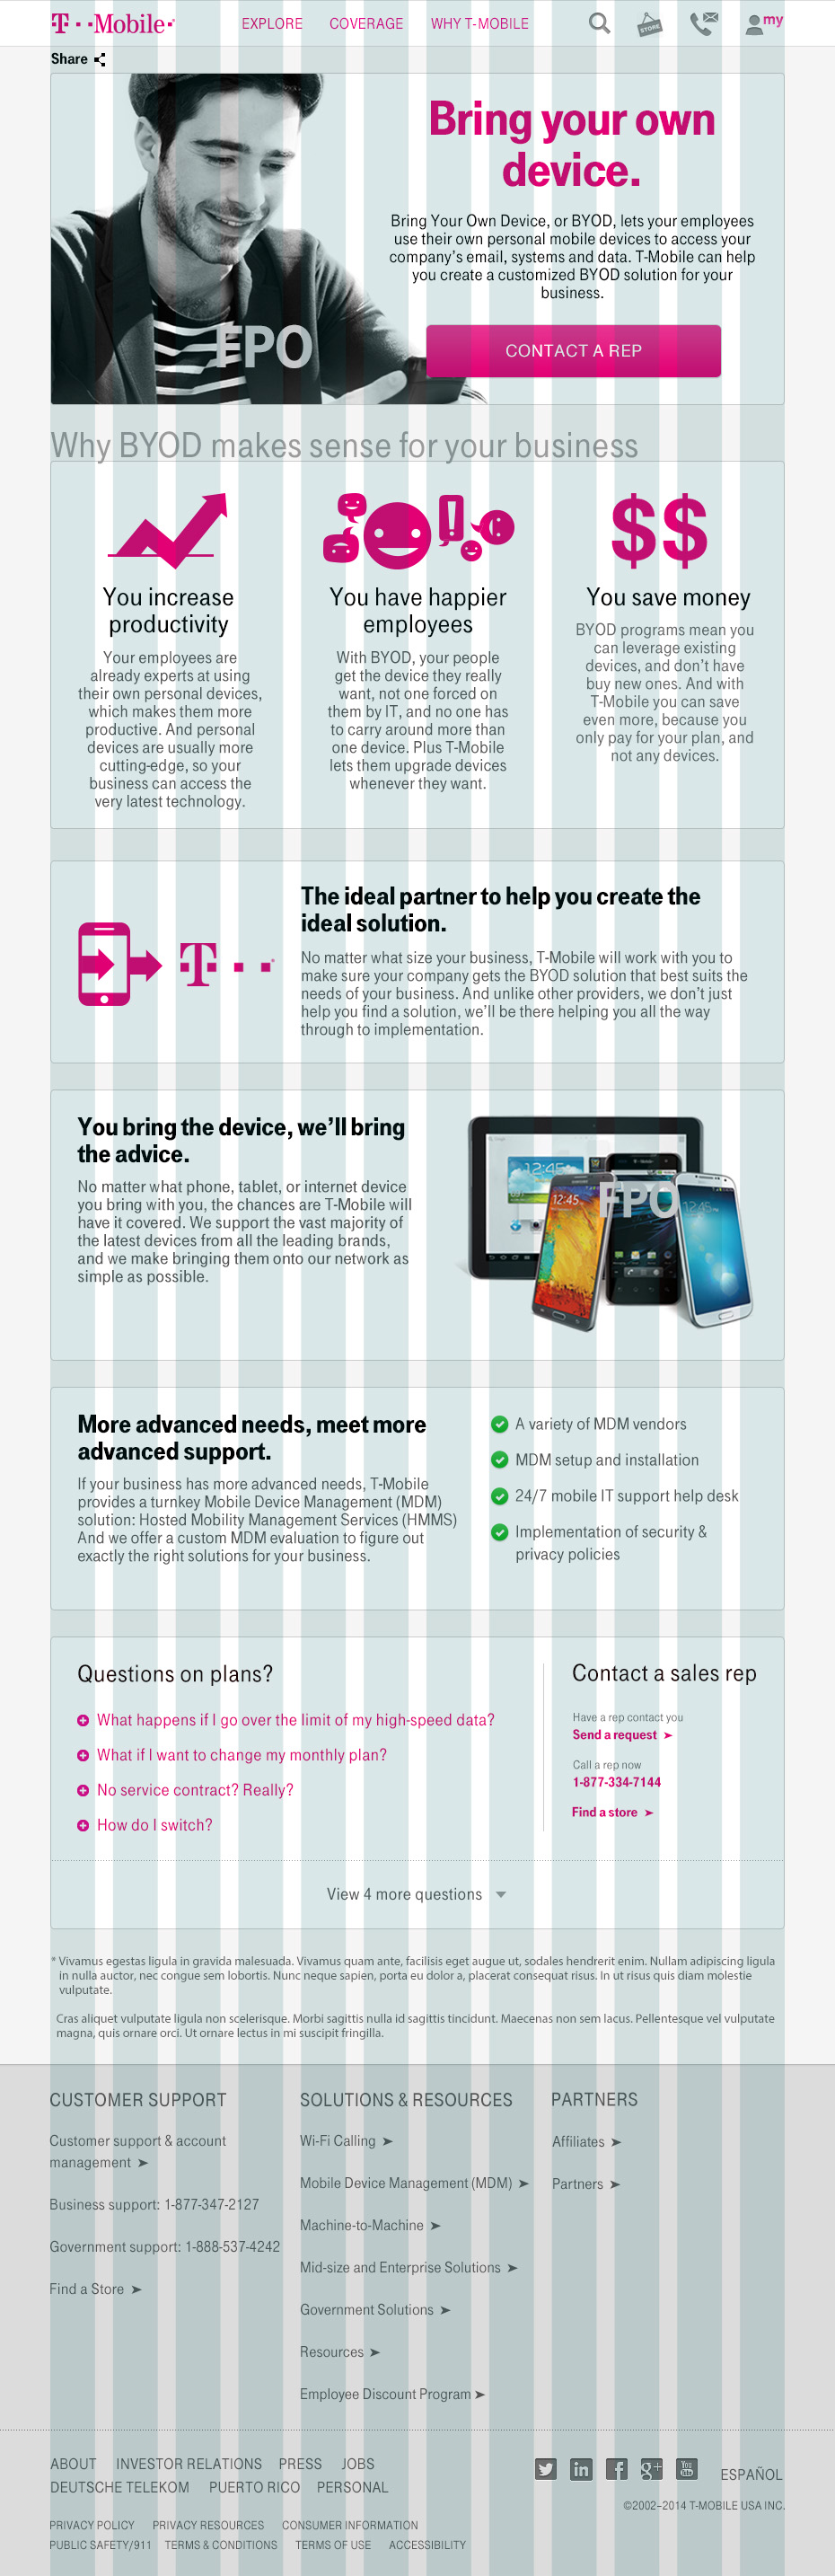 T··Mobile·
EXPLORE COVERAGE WHY T-MOBILE STORE my
Share
Bring your own
device.
Bring Your Own Device, or BYOD, lets your employees
use their own personal mobile devices to access your
company's email, systems and data. T-Mobile can help
you create a customized BYOD solution for your
business.
FPO
CONTACT A REP
Why BYOD makes sense for your business
$$
You increase
productivity
Your employees are
already experts at using
their own personal devices,
which makes them more
productive. And personal
devices are usually more
cutting-edge, so your
business can access the
very latest technology.
You have happier
employees
With BYOD, your people
get the device they really
want, not one forced on
them by IT, and no one has
to carry around more than
one device. Plus T-Mobile
lets them upgrade devices
whenever they want.
You save money
BYOD programs mean you
can leverage existing
devices, and don't have
buy new ones. And with
T-Mobile you can save
even more, because you
only pay for your plan, and
not any devices.
T
The ideal partner to help you create the
ideal solution.
No matter what size your business, T-Mobile will work with you to
make sure your company gets the BYOD solution that best suits the
needs of your business. And unlike other providers, we don't just
help you find a solution, we'll be there helping you all the way
through to implementation.
You bring the device, we'll bring
the advice.
No matter what phone, tablet, or internet device
you bring with you, the chances are T-Mobile will
have it covered. We support the vast majority of
the latest devices from all the leading brands,
and we make bringing them onto our network as
simple as possible.
12:45
12:45
FPO
12:45
More advanced needs, meet more
advanced support.
If your business has more advanced needs, T-Mobile
provides a turnkey Mobile Device Management (MDM)
solution: Hosted Mobility Management Services (HMMS)
And we offer a custom MDM evaluation to figure out
exactly the right solutions for your business.
A variety of MDM vendors
MDM setup and installation
24/7 mobile IT support help desk
Implementation of security &
privacy policies
Questions on plans?
What happens if I go over the limit of my high-speed data?
What if I want to change my monthly plan?
No service contract? Really?
How do I switch?
Contact a sales rep
Have a rep contact you
Send a request
Call a rep now
1-877-334-7144
Find a store
View 4 more questions
* Vivamus egestas ligula in gravida malesuada. Vivamus quam ante, facilisis eget augue ut, sodales hendrerit enim. Nullam adipiscing ligula
in nulla auctor, nec congue sem lobortis. Nunc neque sapien, porta eu dolor a, placerat consequat risus. In ut risus quis diam molestie
vulputate.
Cras aliquet vulputate ligula non scelerisque. Morbi sagittis nulla id sagittis tincidunt. Maecenas non sem lacus. Pellentesque vel vulputate
magna, quis ornare orci. Ut ornare lectus in mi suscipit fringilla.
CUSTOMER SUPPORT
Customer support & account
management
Business support: 1-877-347-2127
Government support: 1-888-537-4242
Find a Store
SOLUTIONS & RESOURCES
Wi-Fi Calling
Mobile Device Management (MDM)
Machine-to-Machine
Mid-size and Enterprise Solutions
Government Solutions
Resources
Employee Discount Program
PARTNERS
Affiliates
Partners
ABOUT INVESTOR RELATIONS PRESS JOBS
DEUTSCHE TELEKOM PUERTO RICO PERSONAL
in f g+ You Tube ESPAÑOL
©2002–2014 T-MOBILE USA INC.
PRIVACY POLICY PRIVACY RESOURCES CONSUMER INFORMATION
PUBLIC SAFETY/911 TERMS & CONDITIONS TERMS OF USE ACCESSIBILITY